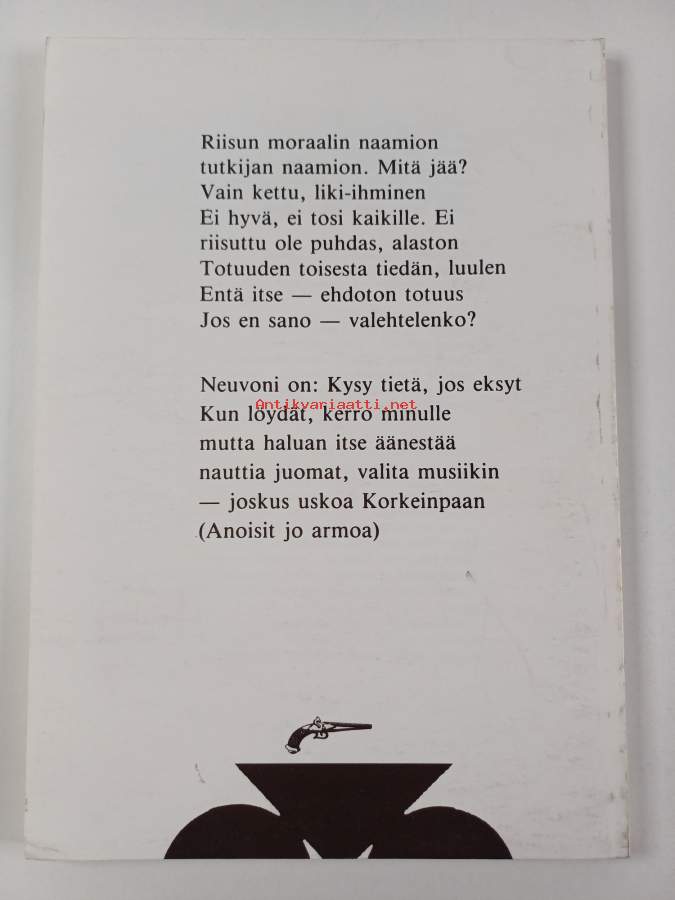 Riisun moraalin naamion
tutkijan naamion. Mitä jää?
Vain kettu, liki-ihminen
Ei hyvä, ei tosi kaikille. Ei
riisuttu ole puhdas, alaston
Totuuden toisesta tiedän, luulen
Entä itse — ehdoton totuus
Jos en sano — valehtelenko?
Neuvoni on: Kysy tietä, jos eksyt
Antikvariaatti.net
Kun löydät, kerro minulle
mutta haluan itse äänestää
nauttia juomat, valita musiikin
— joskus uskoa Korkeinpaan
(Anoisit jo armoa)